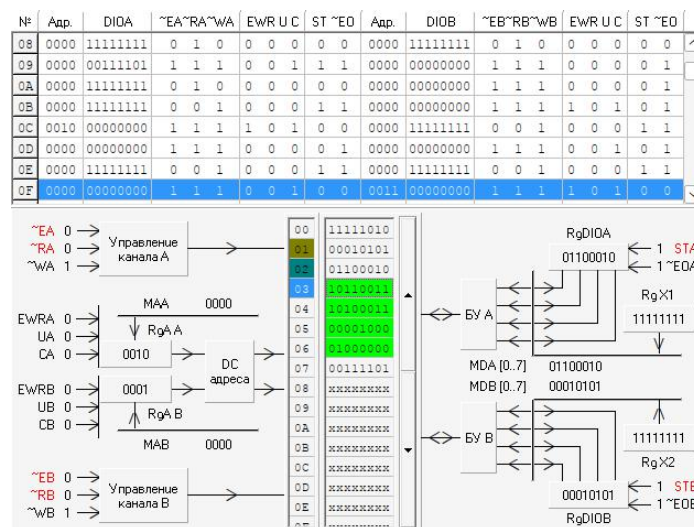 № Адр. DIOA ~EA~RA~WA EWR U C ST ~EO Адр. DIOB ~EB~RB~WB EWR U C ST ~EO
08 0000 11111111 0 1 0 0 0 0 0 0 0000 11111111 0 1 0 0 0 0 0 0
09 0000 00111101 1 1 1 0 0 1 1 1 0000 00000000 1 1 1 0 0 1 0 1
0A 0000 11111111 0 1 0 0 0 0 0 0 0000 00000000 1 1 1 0 0 1 0 1
0B 0000 11111111 0 0 1 0 0 0 1 1 0000 00000000 1 1 1 1 0 1 0 1
0C 0010 00000000 1 1 1 1 0 1 0 0 0000 11111111 0 0 1 0 0 0 1 1
0D 0000 00000000 1 1 1 0 0 0 0 1 0000 00000000 1 1 1 0 0 1 0 1
0E 0000 11111111 0 0 1 0 0 0 1 1 0000 11111111 0 0 1 0 0 0 1 1
0F 0000 00000000 1 1 1 0 0 1 0 0 0011 00000000 1 1 1 1 0 1 0 0
~EA 0
~RA 0
~WA 1
Управление канала А
MAA 0000
EWRA 0
UA 0
CA 0
RgA A
0010
DC адреса
EWRB 0
UB 0
CB 0
0001
RgA B
MAB 0000
~EB 0
~RB 0
~WB 1
Управление канала В
00 11111010
01 00010101
02 01100010
03 10110011
04 10100011
05 00001000
06 01000000
07 00111101
08 xxxxxxxx
09 xxxxxxxx
0A xxxxxxxx
0B xxxxxxxx
0C xxxxxxxx
0D xxxxxxxx
0E xxxxxxxx
0F xxxxxxxx
RgDIOA
01100010
1 STA
1 ~EOA
БУ А
Rg X1
11111111
MDA [0..7] 01100010
MDB [0..7] 00010101
БУ В
11111111
Rg X2
00010101
1 STB
1 ~EOB
RgDIOB